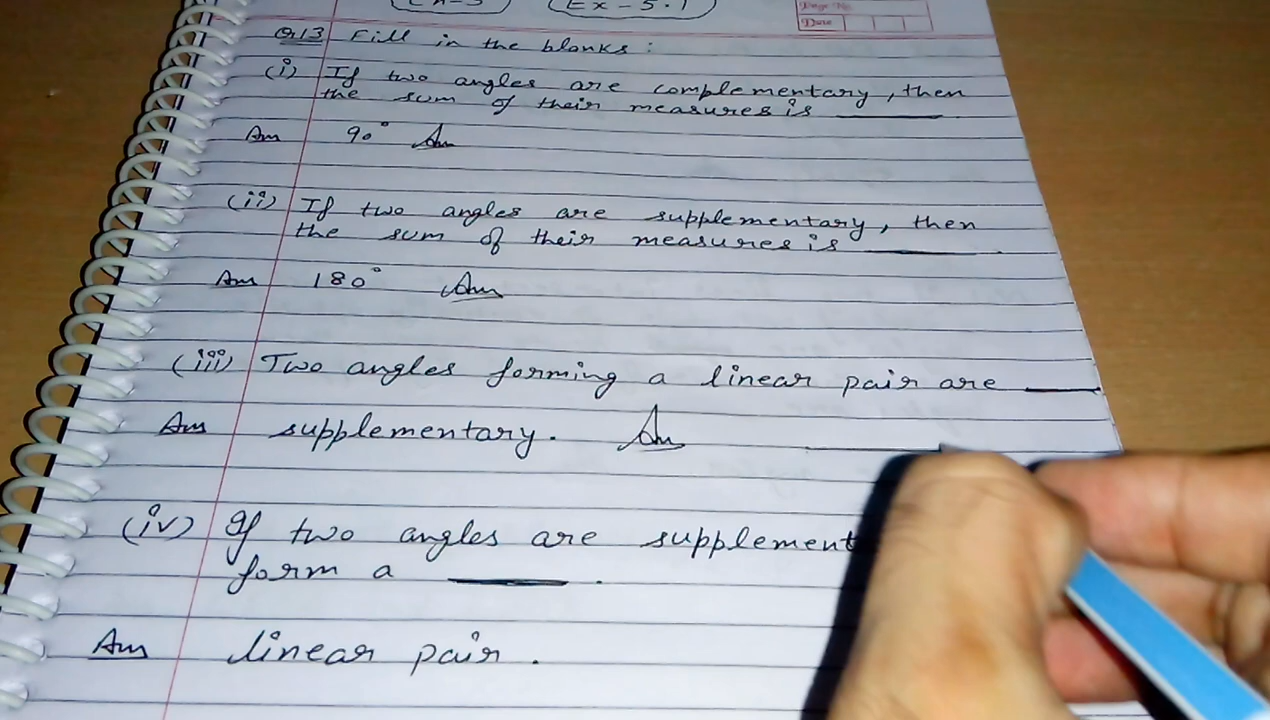 Ex - 5.1
Page No.
Date
Q.13 Fill in the blanks :
(i) If two angles are complementary, then
the sum of their measures is ______.
Ans 90° Ans
(ii) If two angles are supplementary, then
the sum of their measures is ______.
Ans 180° Ans
(iii) Two angles forming a linear pair are ______
Ans supplementary. Ans
(iv) If two angles are supplement
form a ______.
Ans linear pair.